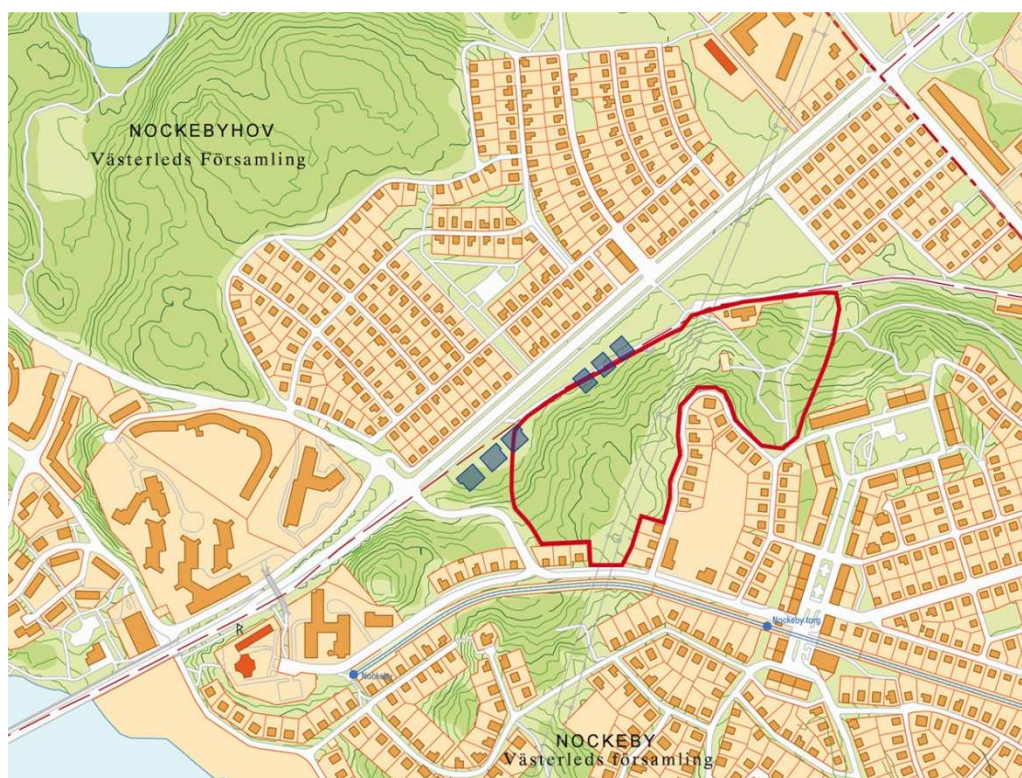 NOCKEBYHOV
Västerleds Församling
R
Nockeby torg
Nockeby
NOCKEBY
Västerleds församling